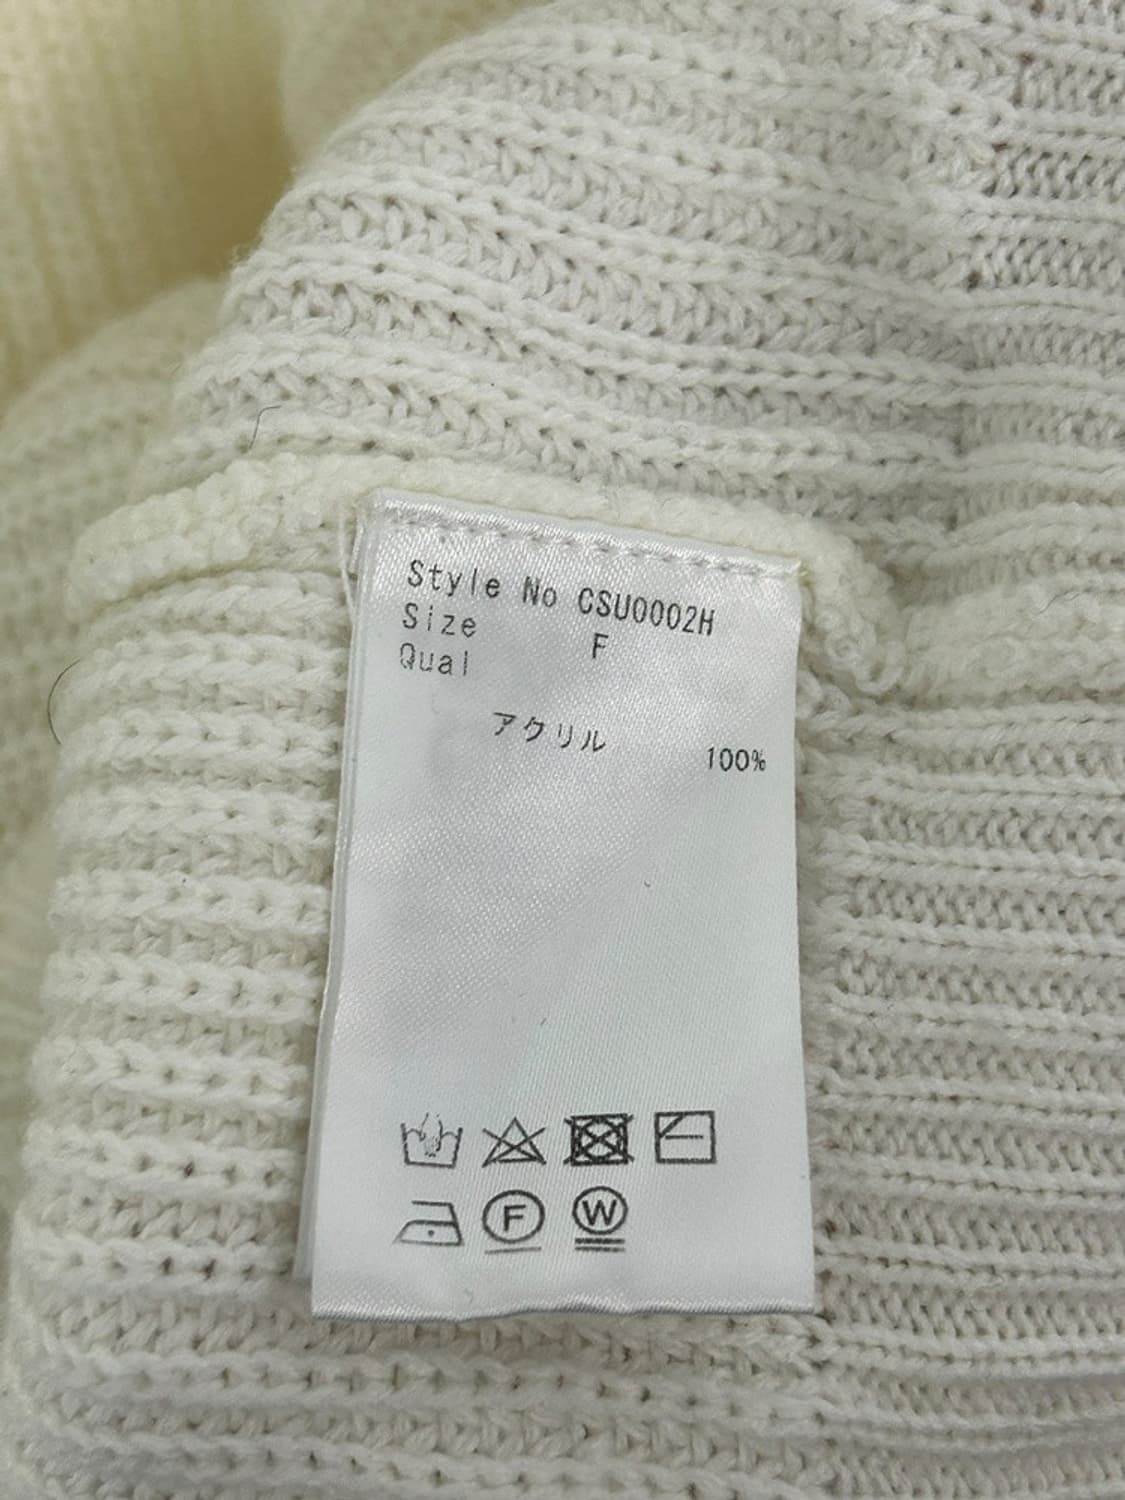 Style No CSU0002H
Size F
Qual
アクリル 100%
F W